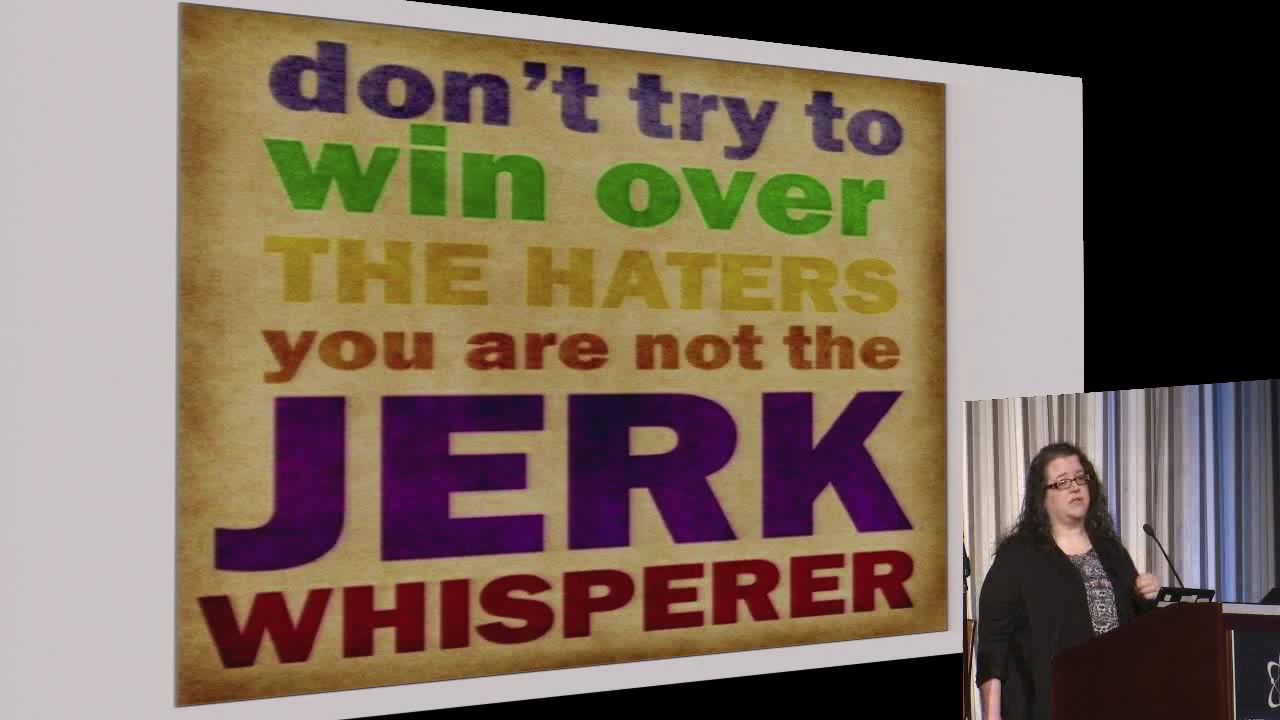 don't try to
win over
THE HATERS
you are not the
JERK
WHISPERER